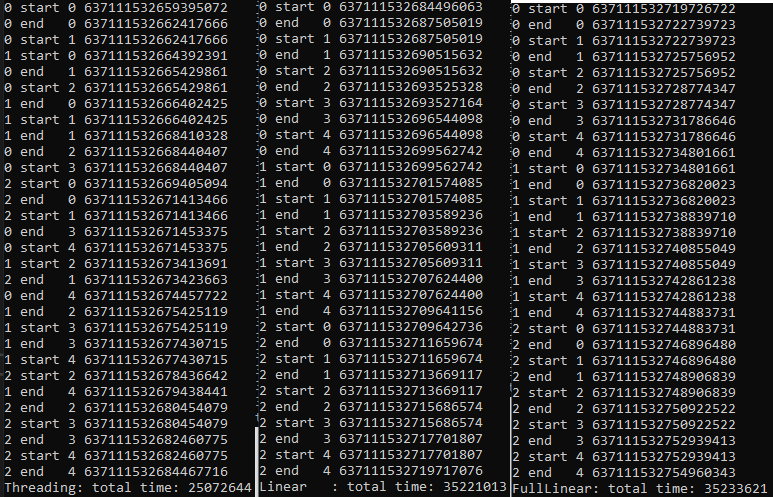 0 start 0 637111532659395072
0 end   0 637111532662417666
0 start 1 637111532662417666
1 start 0 637111532664392391
0 end   1 637111532665429861
0 start 2 637111532665429861
1 end   0 637111532666402425
1 start 1 637111532666402425
1 end   1 637111532668410328
0 end   2 637111532668440407
0 start 3 637111532668440407
2 start 0 637111532669405094
2 end   0 637111532671413466
2 start 1 637111532671413466
0 end   3 637111532671453375
0 start 4 637111532671453375
1 start 2 637111532673413691
2 end   1 637111532673423663
0 end   4 637111532674457722
1 end   2 637111532675425119
1 start 3 637111532675425119
1 end   3 637111532677430715
1 start 4 637111532677430715
2 start 2 637111532678436642
1 end   4 637111532679438441
2 end   2 637111532680454079
2 start 3 637111532680454079
2 end   3 637111532682460775
2 start 4 637111532682460775
2 end   4 637111532684467716
Threading: total time: 25072644
0 start 0 637111532684496063
0 end   0 637111532687505019
0 start 1 637111532687505019
0 end   1 637111532690515632
0 start 2 637111532690515632
0 end   2 637111532693525328
0 start 3 637111532693527164
0 end   3 637111532696544098
0 start 4 637111532696544098
0 end   4 637111532699562742
1 start 0 637111532699562742
1 end   0 637111532701574085
1 start 1 637111532701574085
1 end   1 637111532703589236
1 start 2 637111532703589236
1 end   2 637111532705609311
1 start 3 637111532705609311
1 end   3 637111532707624400
1 start 4 637111532707624400
1 end   4 637111532709641156
2 start 0 637111532709642736
2 end   0 637111532711659674
2 start 1 637111532711659674
2 end   1 637111532713669117
2 start 2 637111532713669117
2 end   2 637111532715686574
2 start 3 637111532715686574
2 end   3 637111532717701807
2 start 4 637111532717701807
2 end   4 637111532719717076
Linear   : total time: 35221013
0 start 0 637111532719726722
0 end   0 637111532722739723
0 start 1 637111532722739723
0 end   1 637111532725756952
0 start 2 637111532725756952
0 end   2 637111532728774347
0 start 3 637111532728774347
0 end   3 637111532731786646
0 start 4 637111532731786646
0 end   4 637111532734801661
1 start 0 637111532734801661
1 end   0 637111532736820023
1 start 1 637111532736820023
1 end   1 637111532738839710
1 start 2 637111532738839710
1 end   2 637111532740855049
1 start 3 637111532740855049
1 end   3 637111532742861238
1 start 4 637111532742861238
1 end   4 637111532744883731
2 start 0 637111532744883731
2 end   0 637111532746896480
2 start 1 637111532746896480
2 end   1 637111532748906839
2 start 2 637111532748906839
2 end   2 637111532750922522
2 start 3 637111532750922522
2 end   3 637111532752939413
2 start 4 637111532752939413
2 end   4 637111532754960343
FullLinear: total time: 35233621